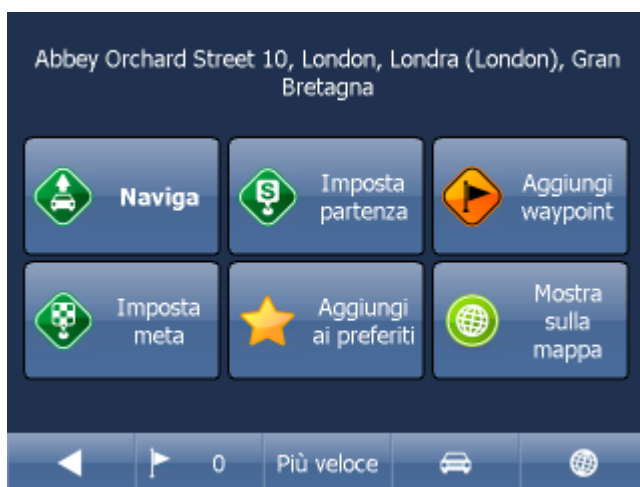 Abbey Orchard Street 10, London, Londra (London), Gran
Bretagna
Naviga
Imposta
partenza
Aggiungi
waypoint
Imposta
meta
Aggiungi
ai preferiti
Mostra
sulla
mappa
0
Più veloce